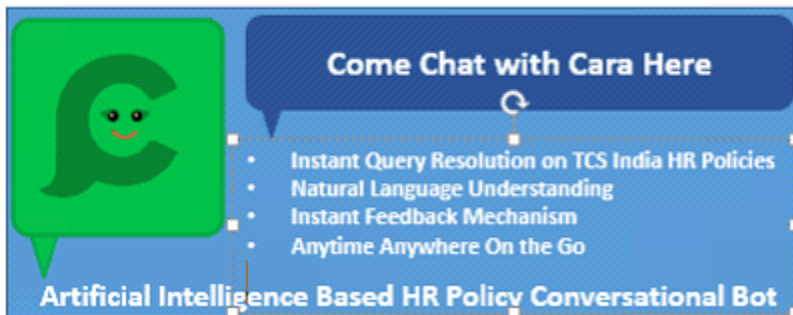 Come Chat with Cara Here
• Instant Query Resolution on TCS India HR Policies
• Natural Language Understanding
• Instant Feedback Mechanism
• Anytime Anywhere On the Go
Artificial Intelligence Based HR Policy Conversational Bot